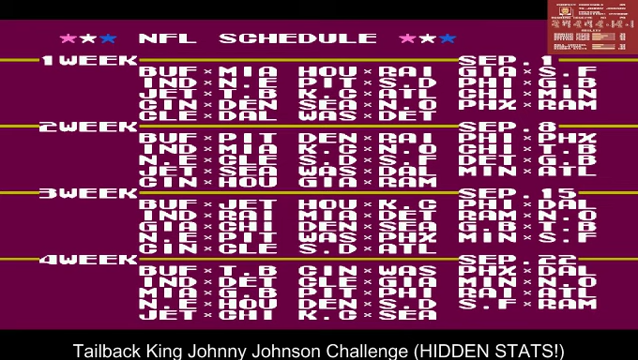 ★★★ NFL SCHEDULE ★★★
1WEEK SEP. 1
BUF×MIA HOU×RAI GIA×S.F
IND×N.E PIT×S.D PHI×G.B
JET×T.B K.C×ATL CHI×MIN
CIN×DEN SEA×N.O PHX×RAM
CLE×DAL WAS×DET
2WEEK SEP. 8
BUF×PIT DEN×RAI PHI×PHX
IND×MIA K.C×N.O CHI×T.B
N.E×CLE S.D×S.F DET×G.B
JET×SEA WAS×DAL MIN×ATL
CIN×HOU GIA×RAM
3WEEK SEP.15
BUF×JET HOU×K.C PHI×DAL
IND×RAI MIA×DET RAM×N.O
GIA×CHI DEN×SEA G.B×T.B
N.E×PIT WAS×PHX MIN×S.F
CIN×CLE S.D×ATL
4WEEK SEP.22
BUF×T.B CIN×WAS PHX×DAL
IND×DET CLE×GIA MIN×N.O
MIA×G.B PIT×PHI RAI×ATL
N.E×HOU DEN×S.D S.F×RAM
JET×CHI K.C×SEA
Tailback King Johnny Johnson Challenge (HIDDEN STATS!)